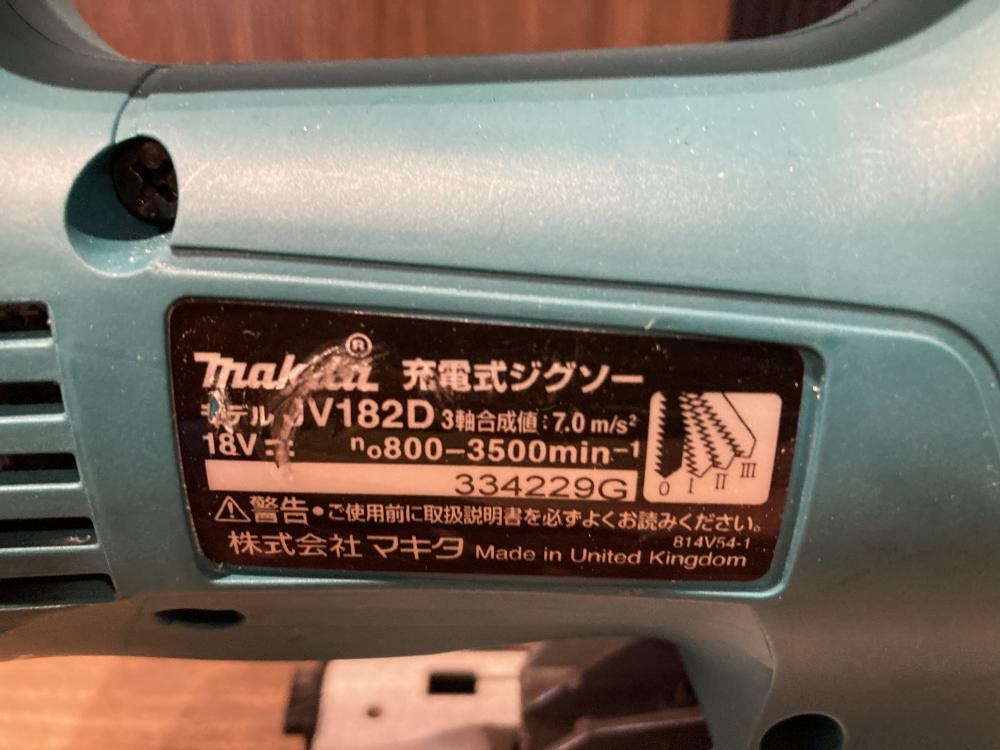 makita® 充電式ジグソー
モデル JV182D 3軸合成値:7.0 m/s²
18V⎓ n₀800-3500min⁻¹
334229G
0 I II III
⚠警告・ご使用前に取扱説明書を必ずよくお読みください。
814V54-1
株式会社 マキタ Made in United Kingdom